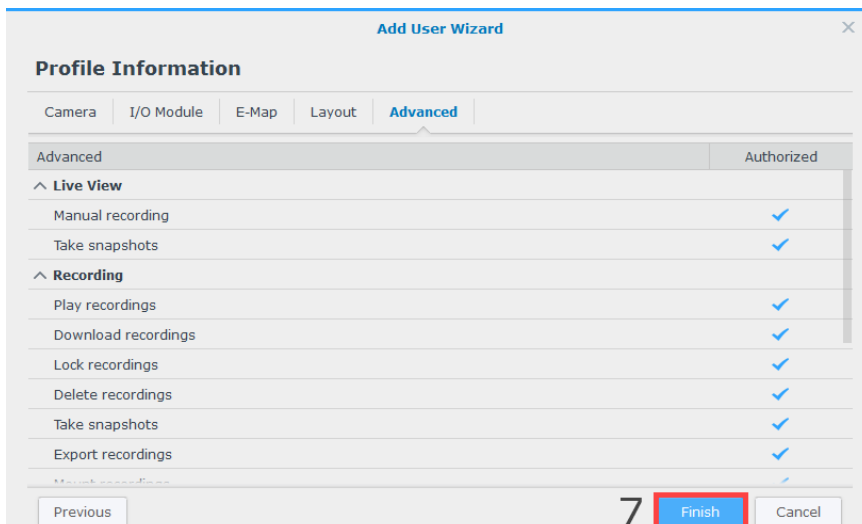 Add User Wizard
Profile Information
Camera I/O Module E-Map Layout Advanced
Advanced Authorized
Live View
Manual recording
Take snapshots
Recording
Play recordings
Download recordings
Lock recordings
Delete recordings
Take snapshots
Export recordings
Previous 7 Finish Cancel